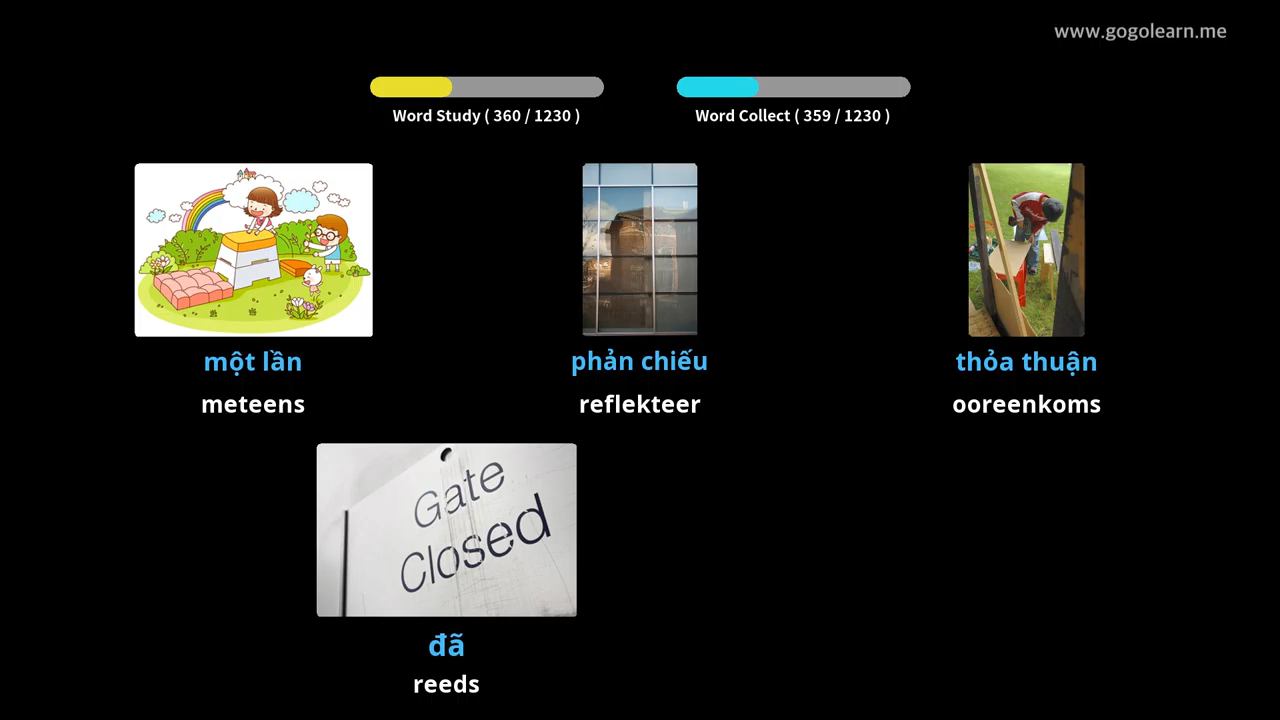 www.gogolearn.me
Word Study ( 360 / 1230 )
Word Collect ( 359 / 1230 )
một lần
phản chiếu
thỏa thuận
meteens
reflekteer
ooreenkoms
Gate
Closed
đã
reeds